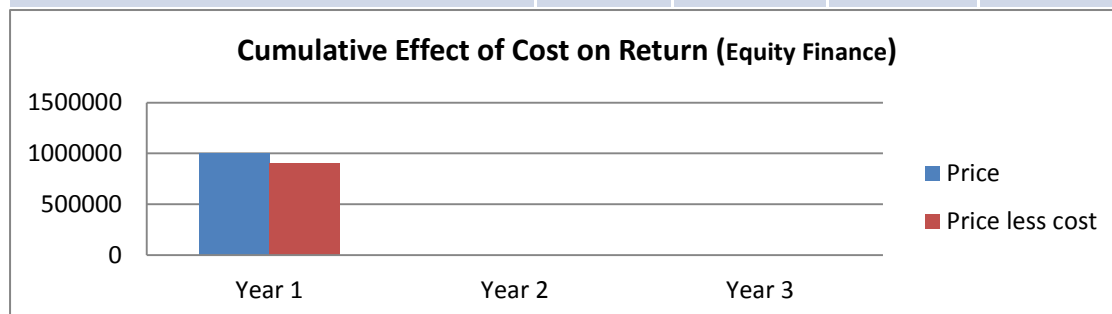 Cumulative Effect of Cost on Return (Equity Finance)
1500000
1000000
500000
0
Year 1 Year 2 Year 3
Price
Price less cost